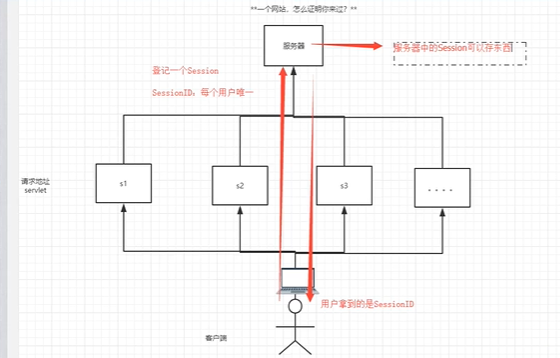 **一个网站，怎么证明你来过？**
服务器
服务器中的Session可以存东西
登记一个Session
SessionID：每个用户唯一
请求地址
servlet
s1
s2
s3
....
用户拿到的是SessionID
客户端